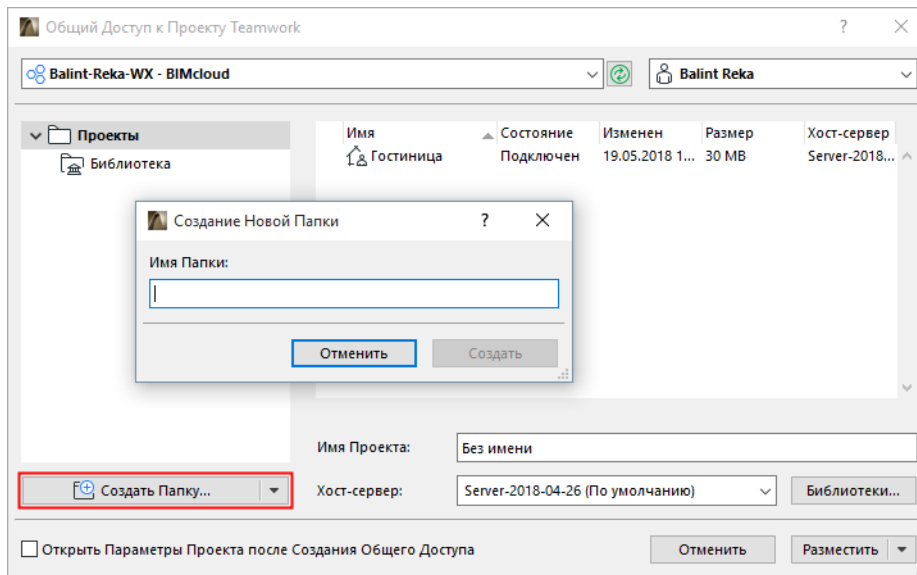 Общий Доступ к Проекту Teamwork ?
Balint-Reka-WX - BIMcloud Balint Reka
Проекты
Библиотека
Имя Состояние Изменен Размер Хост-сервер
Гостиница Подключен 19.05.2018 1... 30 MB Server-2018...
Создание Новой Папки ?
Имя Папки:
Отменить Создать
Имя Проекта: Без имени
Создать Папку... Хост-сервер: Server-2018-04-26 (По умолчанию) Библиотеки...
Открыть Параметры Проекта после Создания Общего Доступа Отменить Разместить